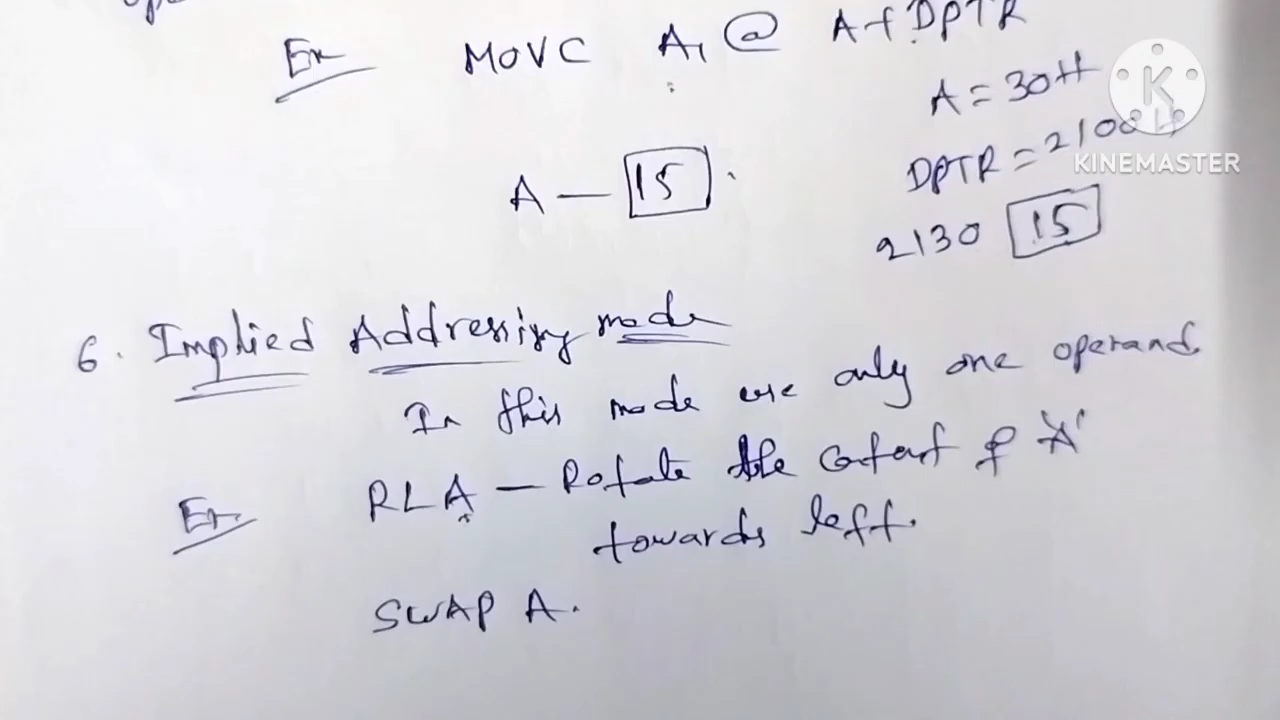 Ex MOVC A, @ A+DPTR
A = 30H
DPTR = 2100H
A — 15
2130 15
KINEMASTER
6. Implied Addressing mode
In this mode use only one operand.
Ex. RLA — Rotate the content of 'A'
towards left.
SWAP A.